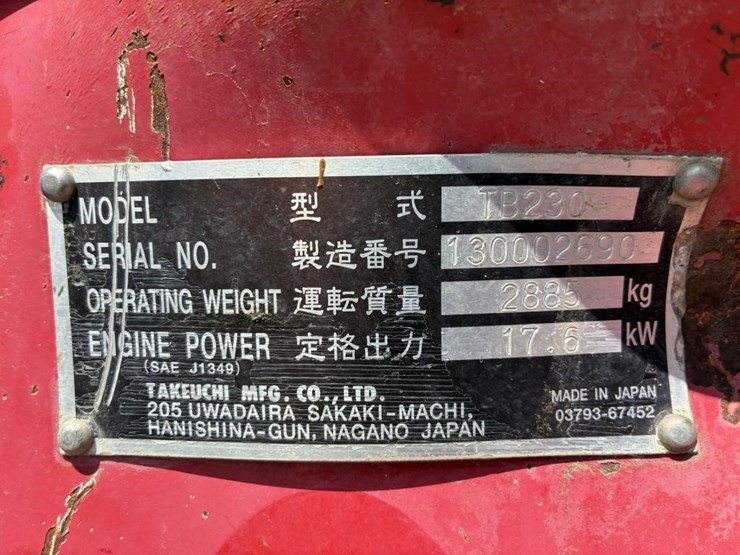 MODEL 型 式 TB230
SERIAL NO. 製造番号 130002690
OPERATING WEIGHT 運転質量 2885 kg
ENGINE POWER 定格出力 17.6 kW
(SAE J1349)
TAKEUCHI MFG. CO., LTD.
205 UWADAIRA SAKAKI-MACHI,
HANISHINA-GUN, NAGANO JAPAN
MADE IN JAPAN
03793-67452